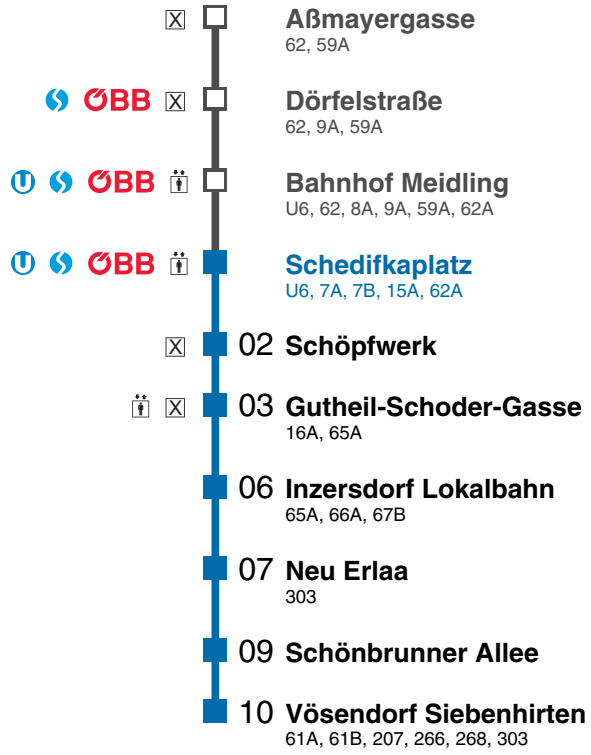 X Aßmayergasse
62, 59A
ÖBB X Dörfelstraße
62, 9A, 59A
U ÖBB Bahnhof Meidling
U6, 62, 8A, 9A, 59A, 62A
U ÖBB Schedifkaplatz
U6, 7A, 7B, 15A, 62A
X 02 Schöpfwerk
X 03 Gutheil-Schoder-Gasse
16A, 65A
06 Inzersdorf Lokalbahn
65A, 66A, 67B
07 Neu Erlaa
303
09 Schönbrunner Allee
10 Vösendorf Siebenhirten
61A, 61B, 207, 266, 268, 303